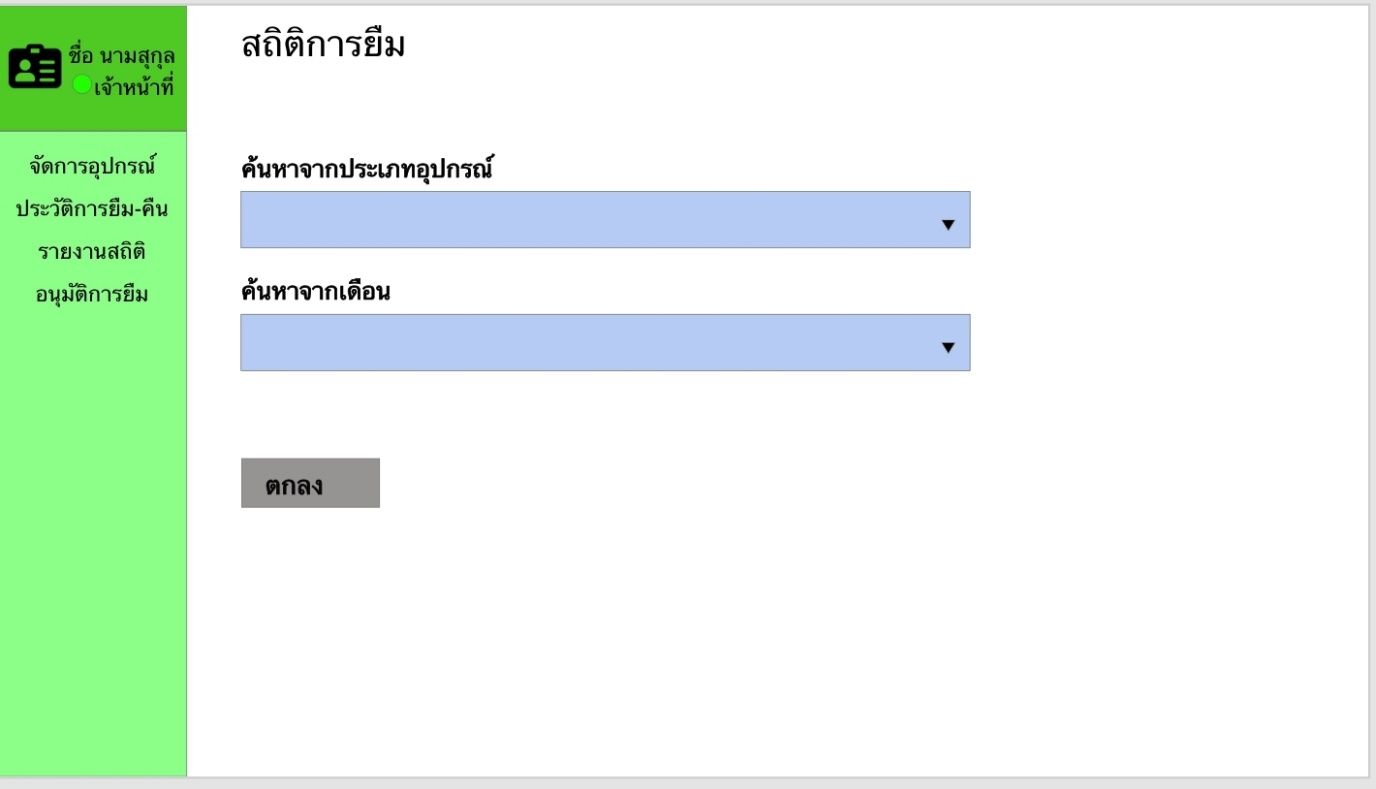 ชื่อ นามสุกุล
เจ้าหน้าที่
จัดการอุปกรณ์
ประวัติการยืม-คืน
รายงานสถิติ
อนุมัติการยืม
สถิติการยืม
ค้นหาจากประเภทอุปกรณ์
ค้นหาจากเดือน
ตกลง